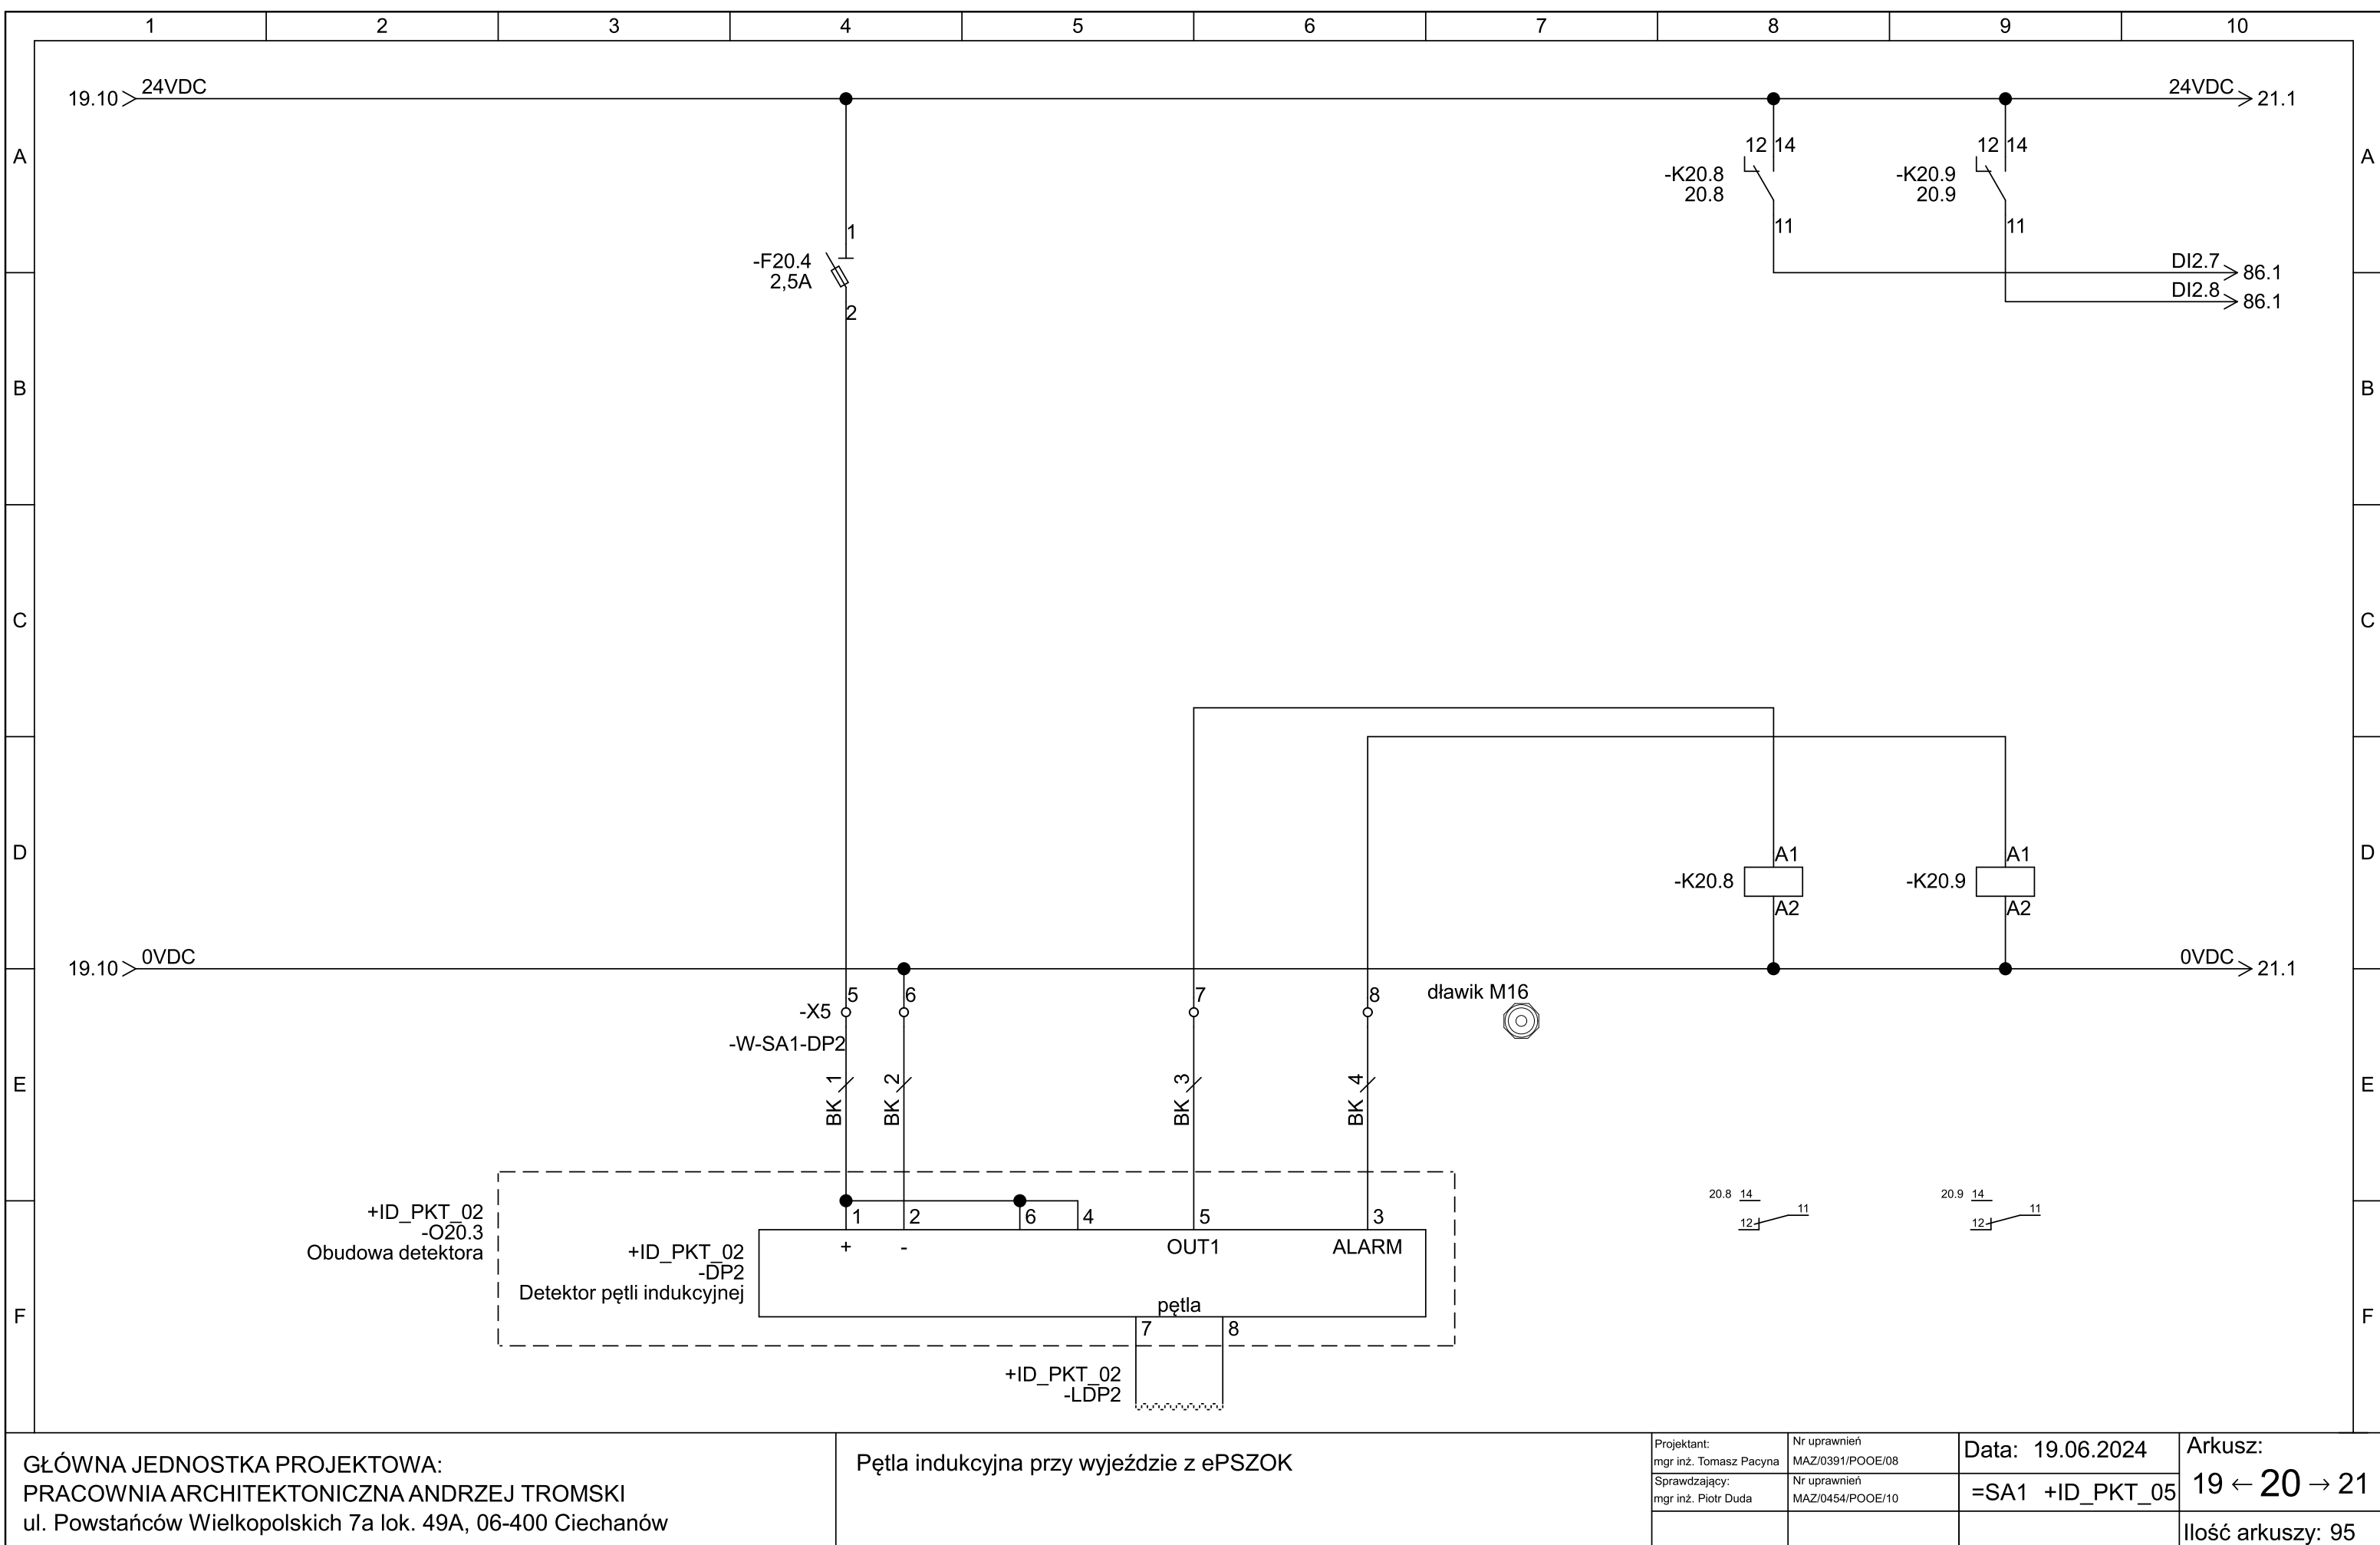 1 2 3 4 5 6 7 8 9 10
19.10 24VDC 24VDC 21.1
A A
12 14 12 14
-K20.8 -K20.9
20.8 20.9
11 11
1
-F20.4
2,5A
2
DI2.7 86.1
DI2.8 86.1
B B
C C
D D
A1 A1
-K20.8 -K20.9
A2 A2
19.10 0VDC 0VDC 21.1
5 6 7 8 dławik M16
-X5
-W-SA1-DP2
E E
BK 1 BK 2 BK 3 BK 4
20.8 14 11 20.9 14 11
12 12
+ID_PKT_02
-O20.3
Obudowa detektora
1 2 6 4 5 3
+ - OUT1 ALARM
+ID_PKT_02
-DP2
Detektor pętli indukcyjnej
pętla
F F
7 8
+ID_PKT_02
-LDP2
GŁÓWNA JEDNOSTKA PROJEKTOWA:
PRACOWNIA ARCHITEKTONICZNA ANDRZEJ TROMSKI
ul. Powstańców Wielkopolskich 7a lok. 49A, 06-400 Ciechanów
Pętla indukcyjna przy wyjeździe z ePSZOK
Projektant: Nr uprawnień
mgr inż. Tomasz Pacyna MAZ/0391/POOE/08
Sprawdzający: Nr uprawnień
mgr inż. Piotr Duda MAZ/0454/POOE/10
Data: 19.06.2024
=SA1 +ID_PKT_05
Arkusz:
19 ← 20 → 21
Ilość arkuszy: 95